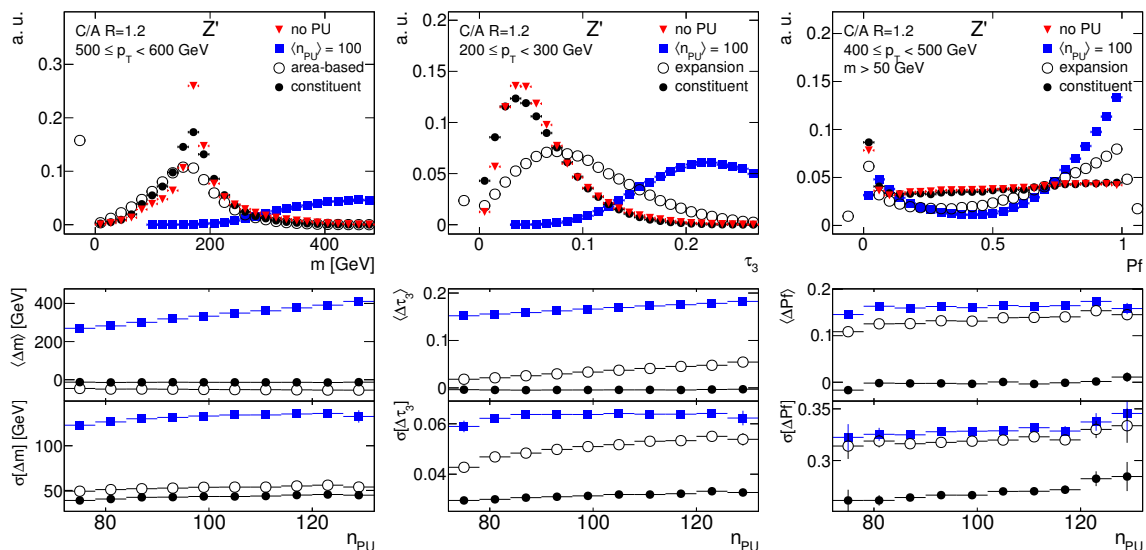 a. u.
C/A R=1.2
Z'
500 ≤ p_T < 600 GeV
no PU
⟨n_PU⟩ = 100
area-based
constituent
0.3
0.2
0.1
0
0 200 400
m [GeV]
a. u.
C/A R=1.2
Z'
200 ≤ p_T < 300 GeV
no PU
⟨n_PU⟩ = 100
expansion
constituent
0.2
0.15
0.1
0.05
0
0 0.1 0.2
τ_3
a. u.
C/A R=1.2
Z'
400 ≤ p_T < 500 GeV
m > 50 GeV
no PU
⟨n_PU⟩ = 100
expansion
constituent
0.2
0.15
0.1
0.05
0
0 0.5 1
Pf
⟨Δm⟩ [GeV]
400
200
0
σ[Δm] [GeV]
100
50
80 100 120
n_PU
⟨Δτ_3⟩
0.2
0.1
0.0
σ[Δτ_3]
0.06
0.04
80 100 120
n_PU
⟨ΔPf⟩
0.2
0.1
0
σ[ΔPf]
0.35
0.3
80 100 120
n_PU